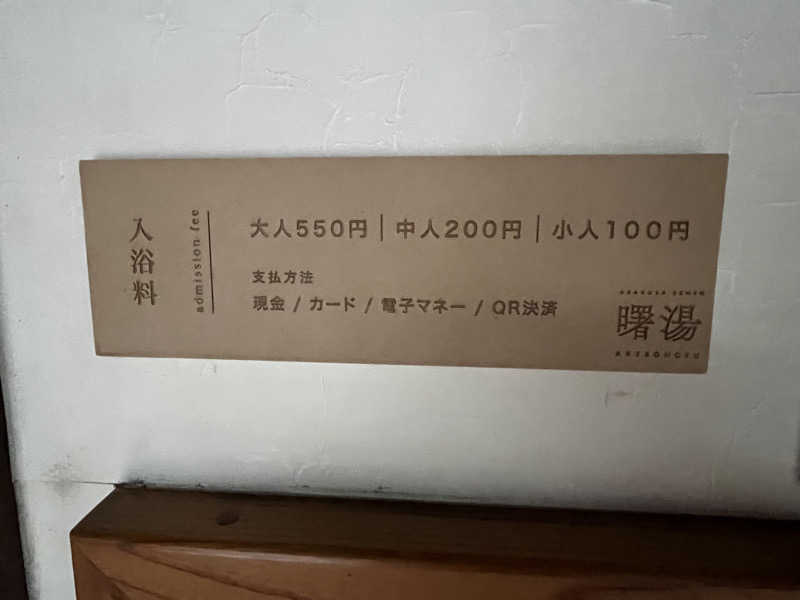 入浴料
admission fee
大人550円 | 中人200円 | 小人100円
支払方法
現金 / カード / 電子マネー / QR決済
曙湯
AKEBONOYU